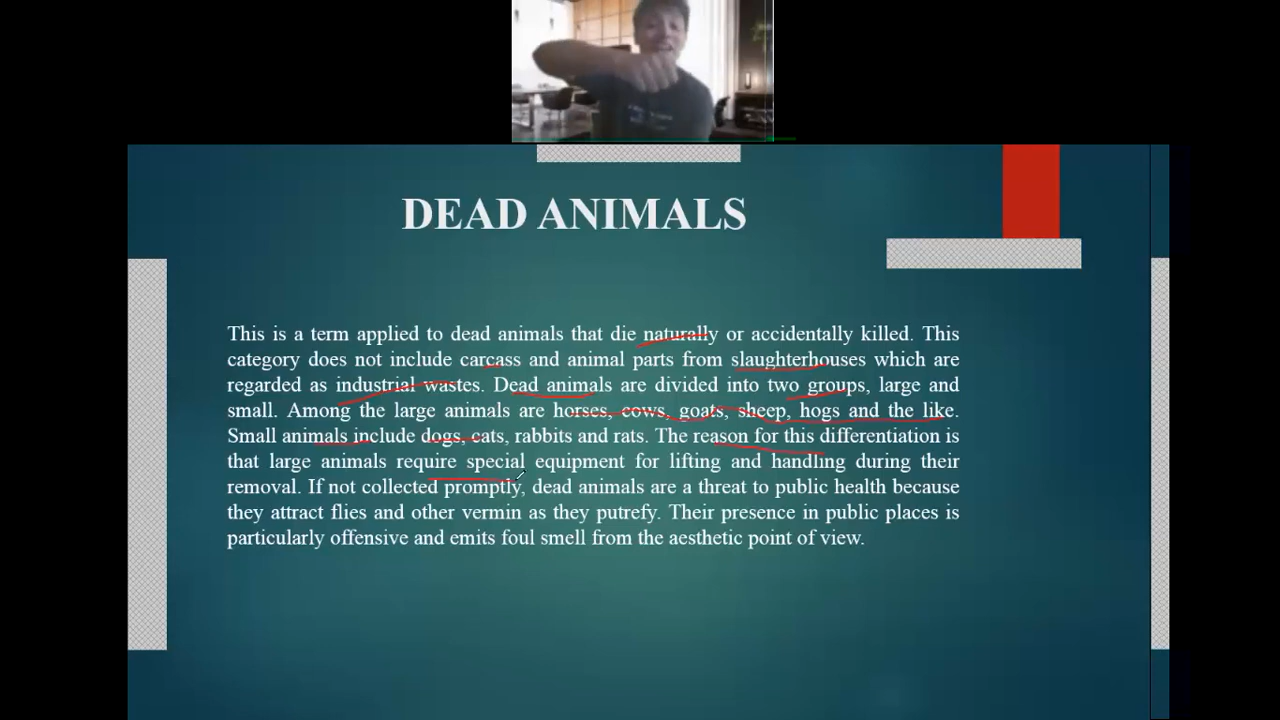 DEAD ANIMALS
This is a term applied to dead animals that die naturally or accidentally killed. This
category does not include carcass and animal parts from slaughterhouses which are
regarded as industrial wastes. Dead animals are divided into two groups, large and
small. Among the large animals are horses, cows, goats, sheep, hogs and the like.
Small animals include dogs, cats, rabbits and rats. The reason for this differentiation is
that large animals require special equipment for lifting and handling during their
removal. If not collected promptly, dead animals are a threat to public health because
they attract flies and other vermin as they putrefy. Their presence in public places is
particularly offensive and emits foul smell from the aesthetic point of view.